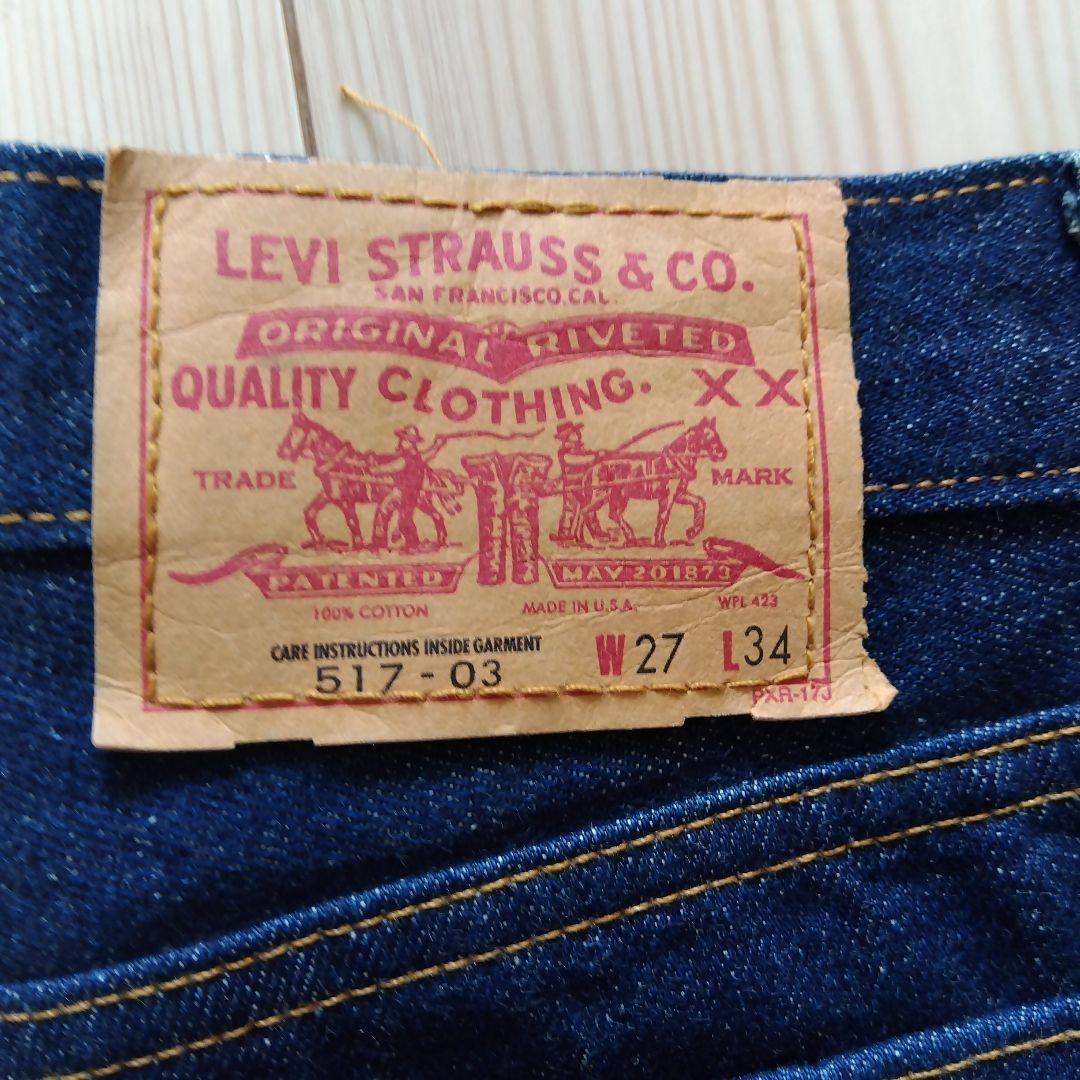 LEVI STRAUSS & CO.
SAN FRANCISCO, CAL.
ORIGINAL RIVETED
QUALITY CLOTHING. XX
TRADE MARK
PATENTED MAY 20 1873
100% COTTON MADE IN U.S.A. WPL 423
CARE INSTRUCTIONS INSIDE GARMENT
517-03 W27 L34